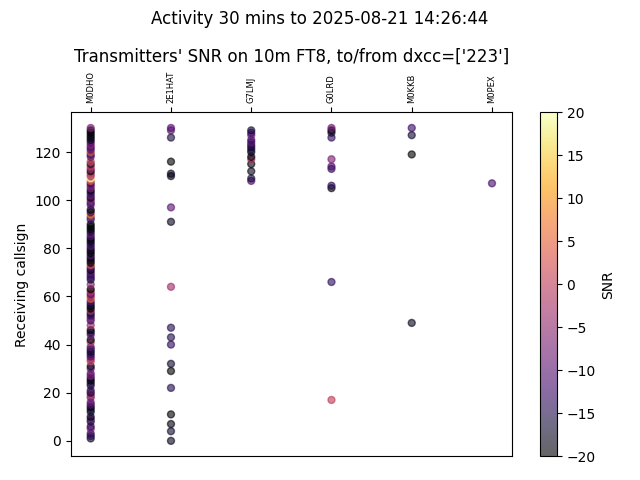 Activity 30 mins to 2025-08-21 14:26:44
Transmitters' SNR on 10m FT8, to/from dxcc=['223']
M0DHO
2E1HAT
G7LMJ
G0LRD
M0KKB
M0PEX
Receiving callsign
120
100
80
60
40
20
0
20
15
10
5
0
−5
−10
−15
−20
SNR